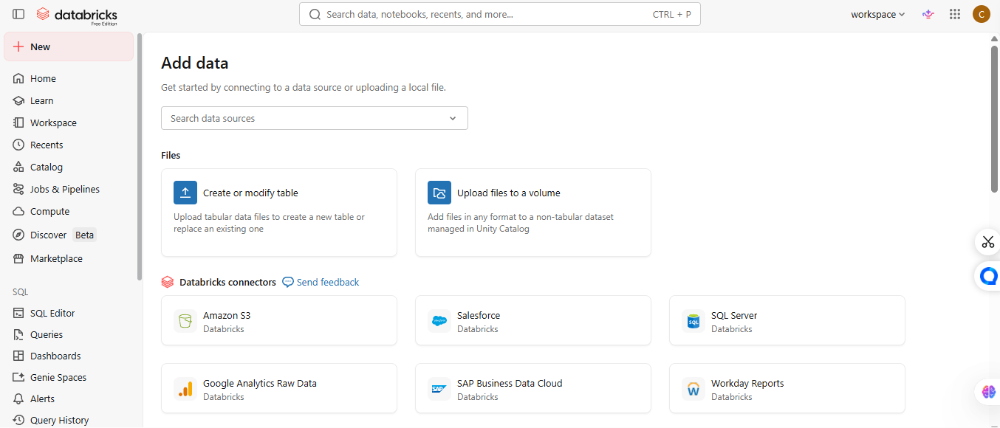 databricks
Free Edition
Search data, notebooks, recents, and more...
CTRL + P
workspace
C
New
Home
Learn
Workspace
Recents
Catalog
Jobs & Pipelines
Compute
Discover Beta
Marketplace
SQL
SQL Editor
Queries
Dashboards
Genie Spaces
Alerts
Query History
Add data
Get started by connecting to a data source or uploading a local file.
Search data sources
Files
Create or modify table
Upload tabular data files to create a new table or
replace an existing one
Upload files to a volume
Add files in any format to a non-tabular dataset
managed in Unity Catalog
Databricks connectors
Send feedback
Amazon S3
Databricks
salesforce
Salesforce
Databricks
SQL
SQL Server
Databricks
Google Analytics Raw Data
Databricks
SAP
SAP Business Data Cloud
Databricks
W
Workday Reports
Databricks